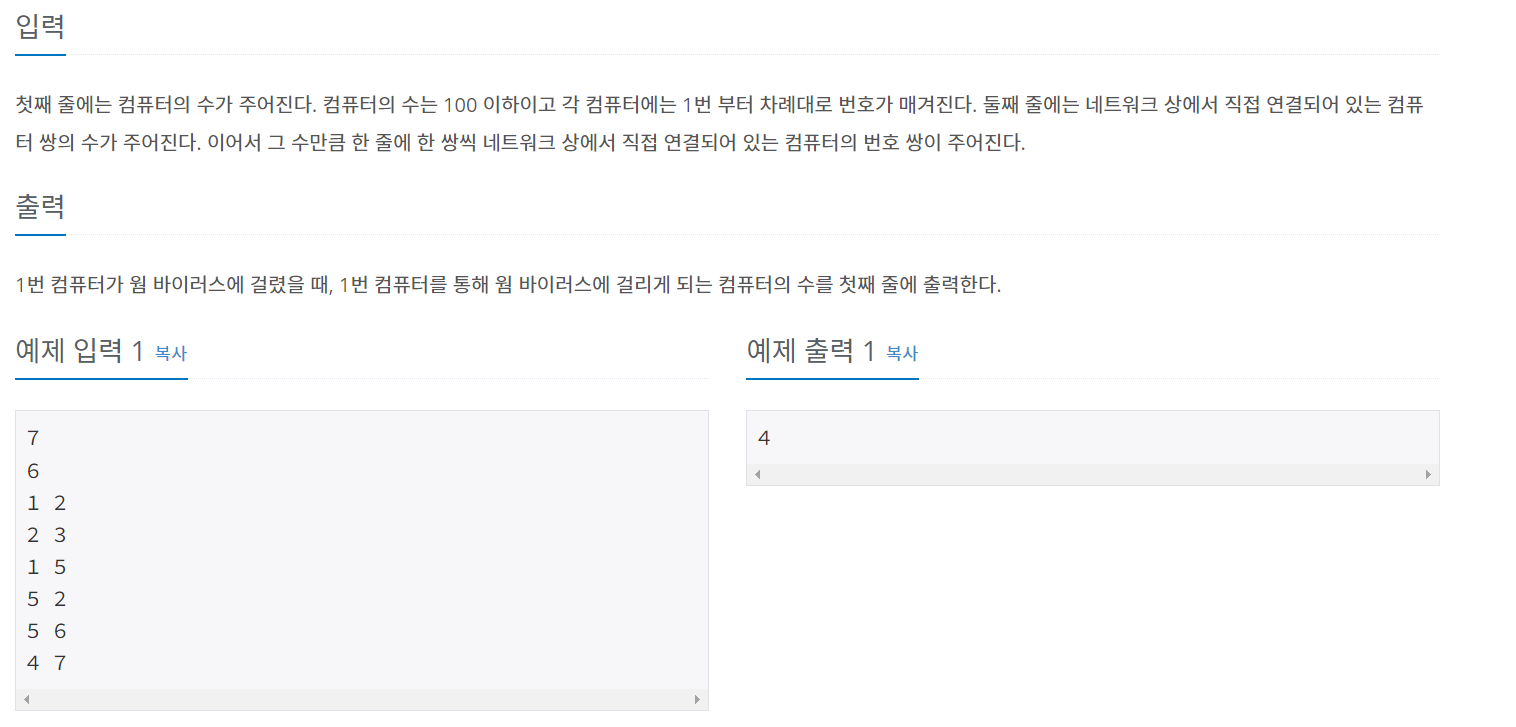 입력
첫째 줄에는 컴퓨터의 수가 주어진다. 컴퓨터의 수는 100 이하이고 각 컴퓨터에는 1번 부터 차례대로 번호가 매겨진다. 둘째 줄에는 네트워크 상에서 직접 연결되어 있는 컴퓨
터 쌍의 수가 주어진다. 이어서 그 수만큼 한 줄에 한 쌍씩 네트워크 상에서 직접 연결되어 있는 컴퓨터의 번호 쌍이 주어진다.
출력
1번 컴퓨터가 웜 바이러스에 걸렸을 때, 1번 컴퓨터를 통해 웜 바이러스에 걸리게 되는 컴퓨터의 수를 첫째 줄에 출력한다.
예제 입력 1 복사
7
6
1 2
2 3
1 5
5 2
5 6
4 7
예제 출력 1 복사
4